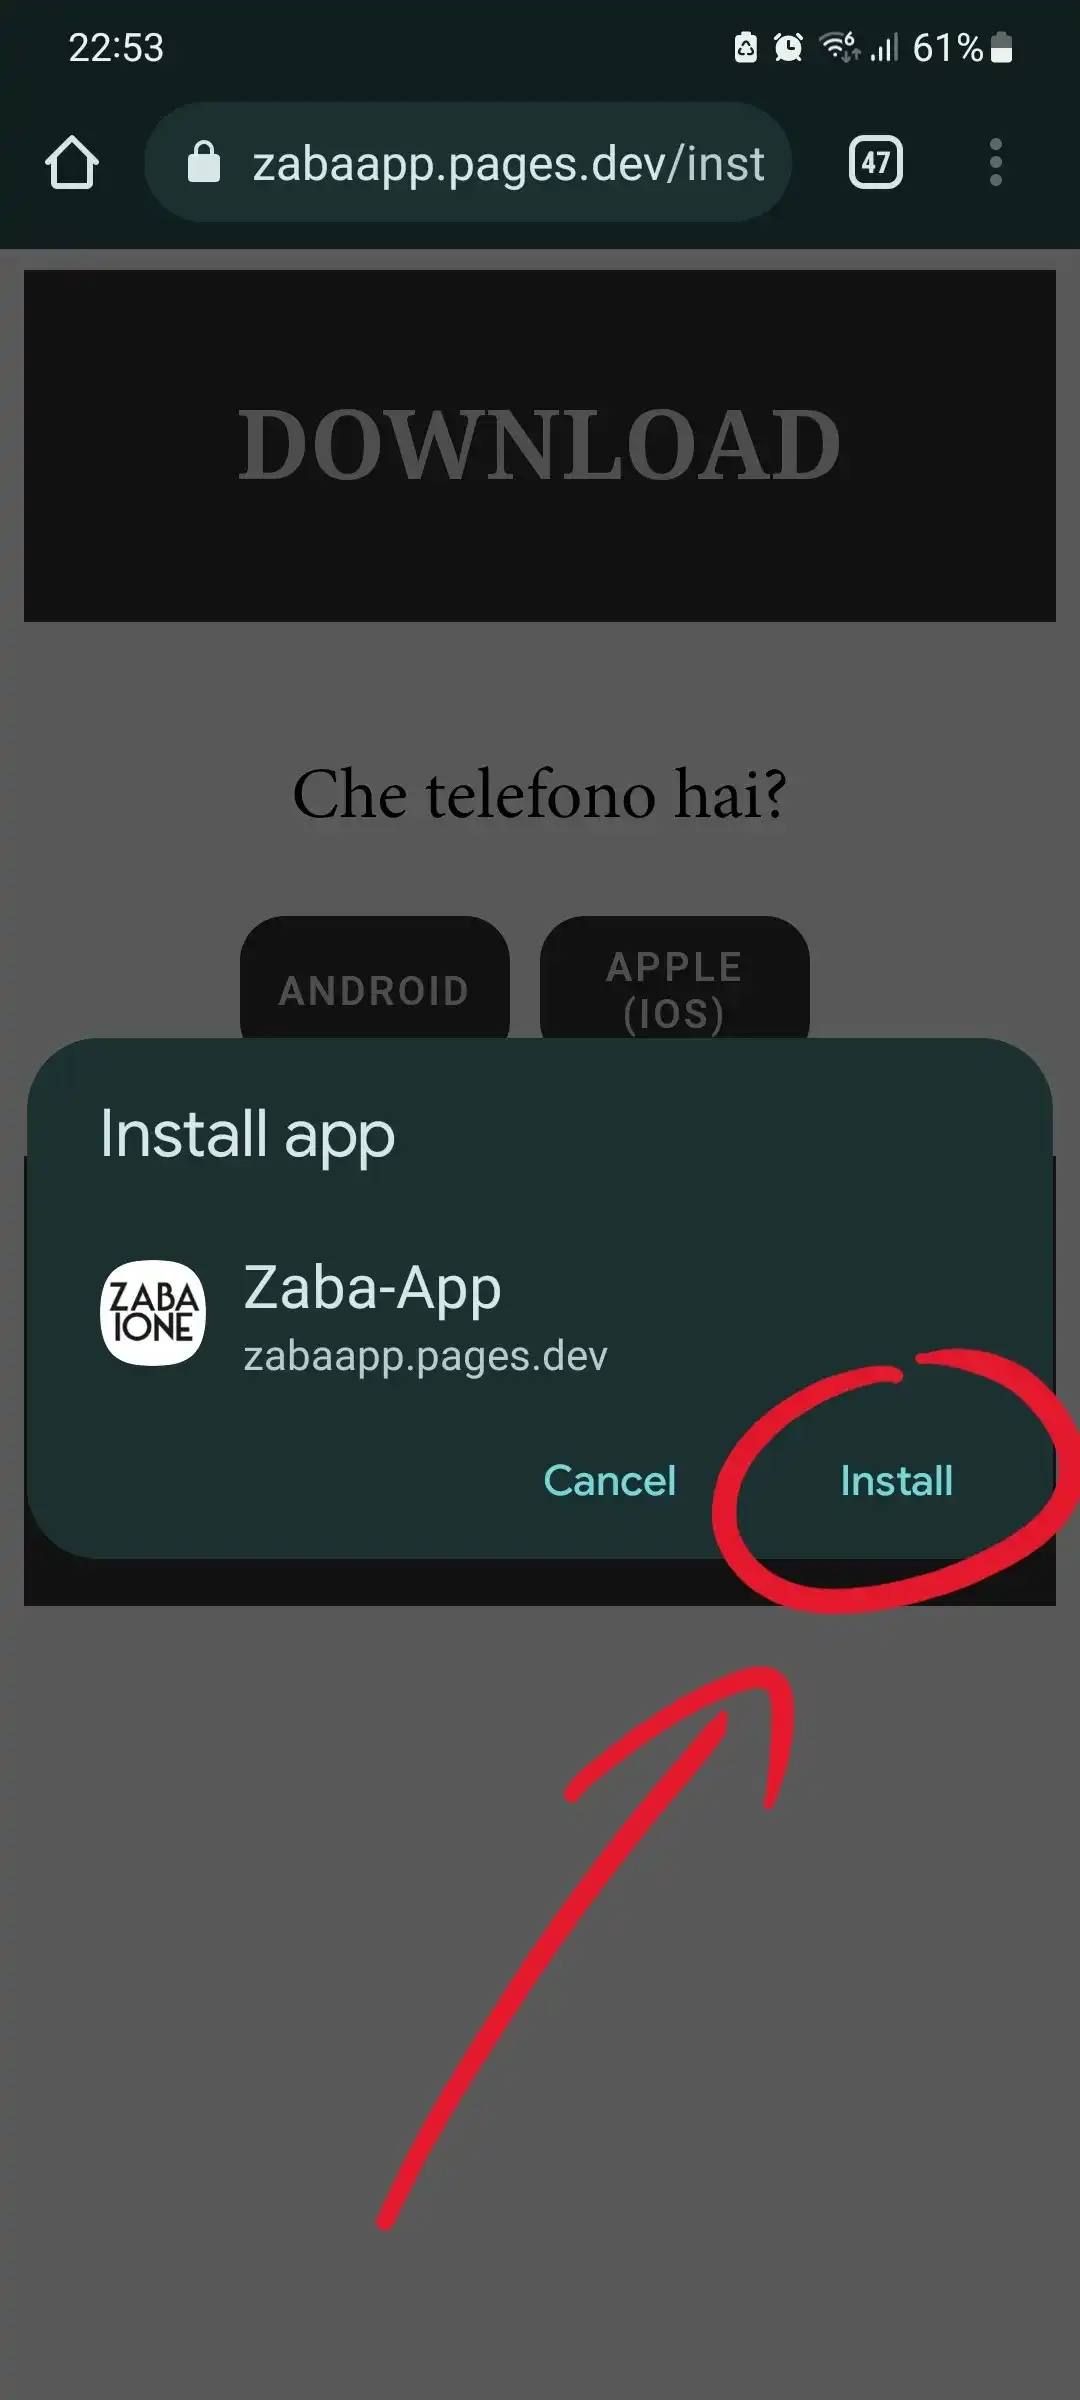 22:53
61%
zabaapp.pages.dev/inst
47
DOWNLOAD
Che telefono hai?
ANDROID
APPLE
(IOS)
Install app
ZABA
IONE
Zaba-App
zabaapp.pages.dev
Cancel
Install